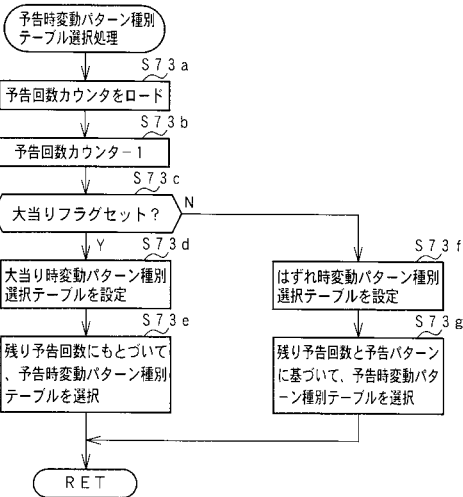 予告時変動パターン種別
テーブル選択処理
S73a
予告回数カウンタをロード
S73b
予告回数カウンタ－1
S73c
大当りフラグセット？
N
Y
S73d
大当り時変動パターン種別
選択テーブルを設定
S73e
残り予告回数にもとづいて
、予告時変動パターン種別
テーブルを選択
S73f
はずれ時変動パターン種別
選択テーブルを設定
S73g
残り予告回数と予告パターン
に基づいて、予告時変動パタ
ーン種別テーブルを選択
RET